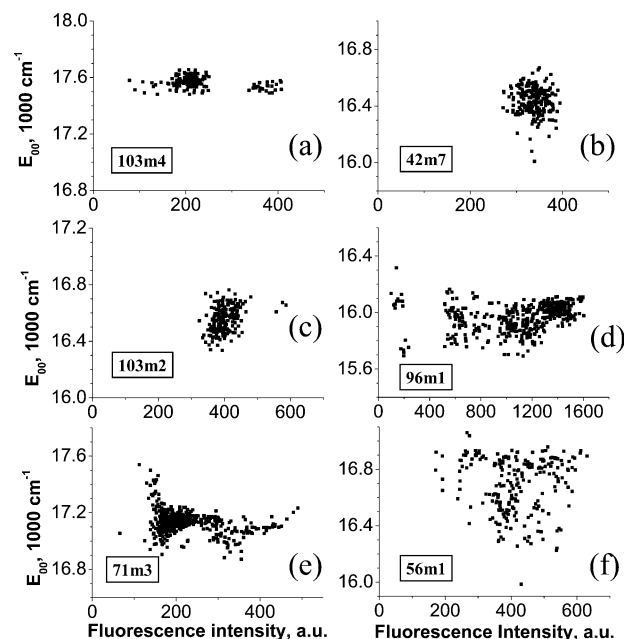 18.0
17.6
17.2
16.8
E00, 1000 cm-1
103m4
(a)
0 200 400
16.8
16.4
16.0
42m7
(b)
0 200 400
17.2
16.8
16.4
16.0
E00, 1000 cm-1
103m2
(c)
0 200 400 600
16.4
16.0
15.6
96m1
(d)
0 400 800 1200 1600
17.6
17.2
16.8
E00, 1000 cm-1
71m3
(e)
0 200 400
Fluorescence intensity, a.u.
16.8
16.4
16.0
56m1
(f)
0 200 400 600
Fluorescence intensity, a.u.